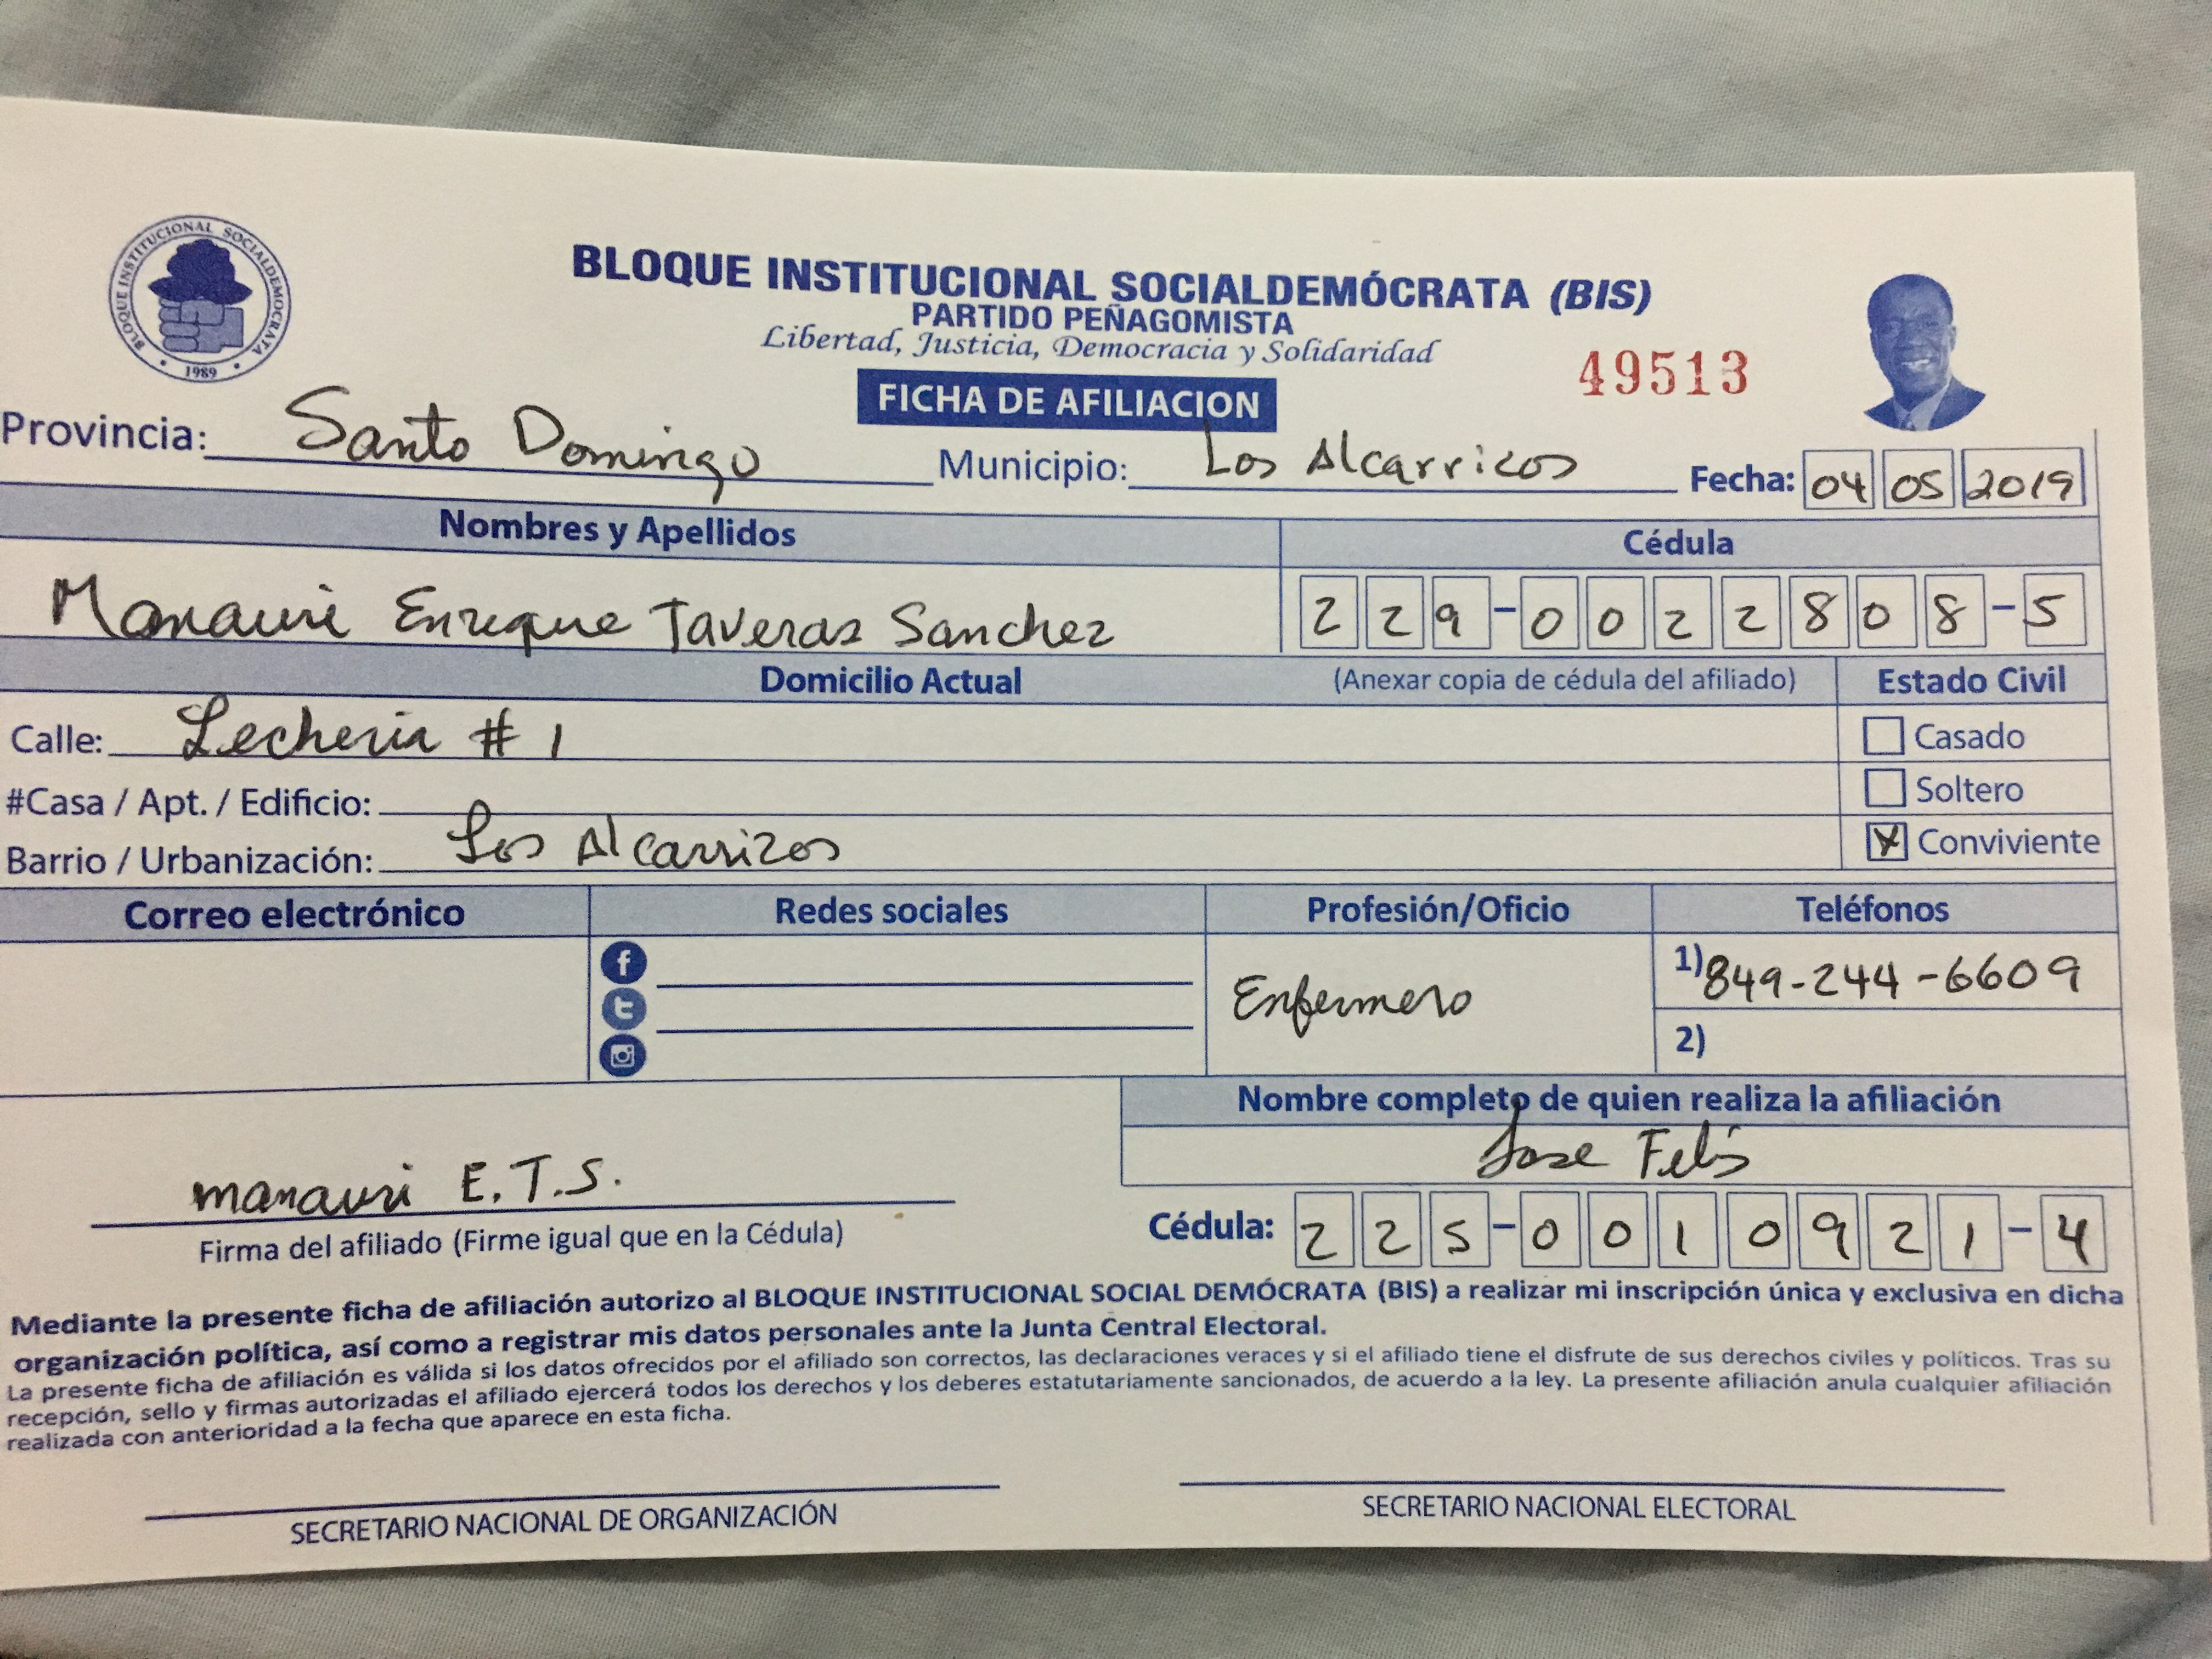 BLOQUE INSTITUCIONAL SOCIALDEMOCRATA
1989
BLOQUE INSTITUCIONAL SOCIALDEMÓCRATA (BIS)
PARTIDO PEÑAGOMISTA
Libertad, Justicia, Democracia y Solidaridad
49513
FICHA DE AFILIACION
Provincia: Santo Domingo Municipio: Los Alcarrizos Fecha: 04 05 2019
Nombres y Apellidos Cédula
Manauri Enrique Taveras Sanchez 229-0022808-5
Domicilio Actual (Anexar copia de cédula del afiliado) Estado Civil
Calle: Lecheria # 1 Casado
#Casa / Apt. / Edificio: Soltero
Barrio / Urbanización: Los Alcarrizos X Conviviente
Correo electrónico Redes sociales Profesión/Oficio Teléfonos
Enfermero 1) 849-244-6609
2)
Nombre completo de quien realiza la afiliación
Jose Felis
manauri E.T.S.
Firma del afiliado (Firme igual que en la Cédula) Cédula: 225-0010921-4
Mediante la presente ficha de afiliación autorizo al BLOQUE INSTITUCIONAL SOCIAL DEMÓCRATA (BIS) a realizar mi inscripción única y exclusiva en dicha
organización política, así como a registrar mis datos personales ante la Junta Central Electoral.
La presente ficha de afiliación es válida si los datos ofrecidos por el afiliado son correctos, las declaraciones veraces y si el afiliado tiene el disfrute de sus derechos civiles y políticos. Tras su
recepción, sello y firmas autorizadas el afiliado ejercerá todos los derechos y los deberes estatutariamente sancionados, de acuerdo a la ley. La presente afiliación anula cualquier afiliación
realizada con anterioridad a la fecha que aparece en esta ficha.
SECRETARIO NACIONAL DE ORGANIZACIÓN SECRETARIO NACIONAL ELECTORAL